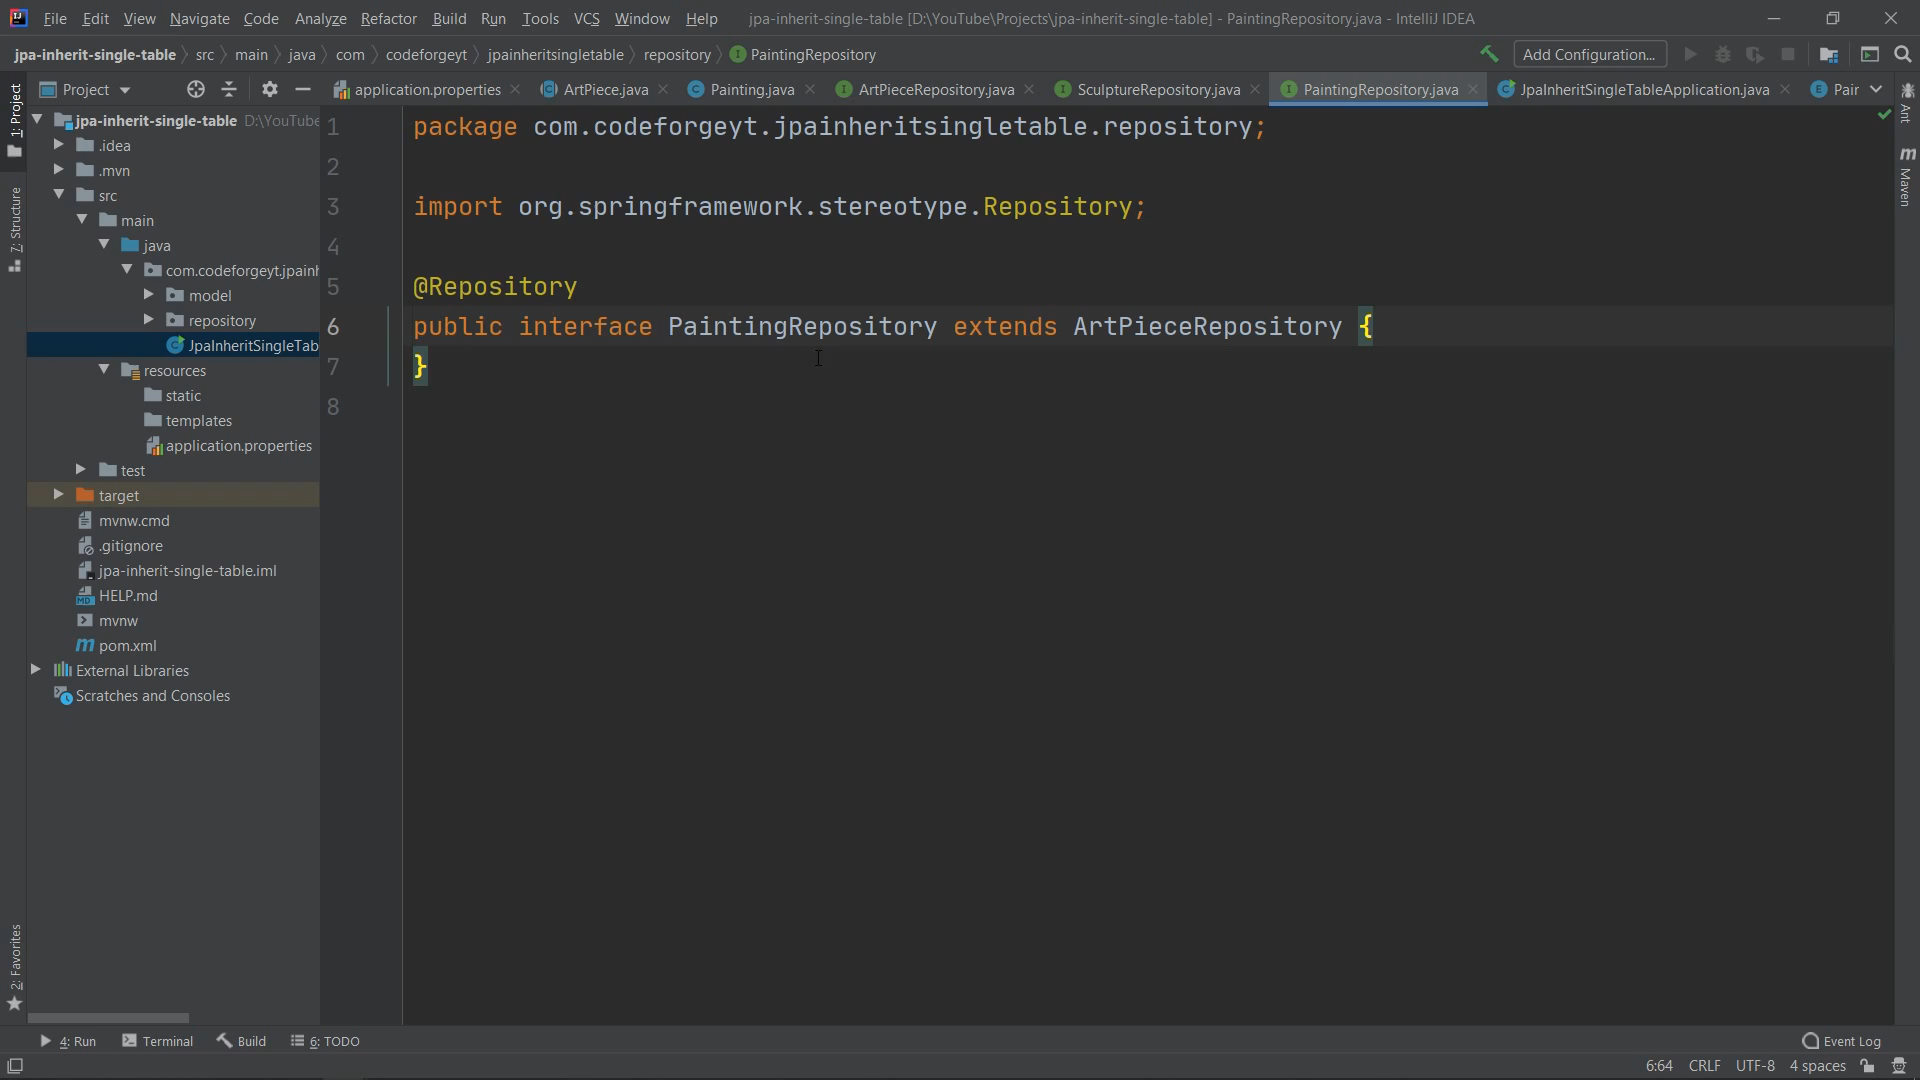 File Edit View Navigate Code Analyze Refactor Build Run Tools VCS Window Help jpa-inherit-single-table [D:\YouTube\Projects\jpa-inherit-single-table] - PaintingRepository.java - IntelliJ IDEA
jpa-inherit-single-table src main java com codeforgeyt jpainheritsingletable repository PaintingRepository Add Configuration...
Project application.properties ArtPiece.java Painting.java ArtPieceRepository.java SculptureRepository.java PaintingRepository.java JpaInheritSingleTableApplication.java Pair
1: Project
7: Structure
2: Favorites
jpa-inherit-single-table D:\YouTube
.idea
.mvn
src
main
java
com.codeforgeyt.jpainh
model
repository
JpaInheritSingleTab
resources
static
templates
application.properties
test
target
mvnw.cmd
.gitignore
jpa-inherit-single-table.iml
HELP.md
mvnw
pom.xml
External Libraries
Scratches and Consoles
1 package com.codeforgeyt.jpainheritsingletable.repository;
2
3 import org.springframework.stereotype.Repository;
4
5 @Repository
6 public interface PaintingRepository extends ArtPieceRepository {
7 }
8
Ant
Maven
4: Run Terminal Build 6: TODO Event Log
6:64 CRLF UTF-8 4 spaces